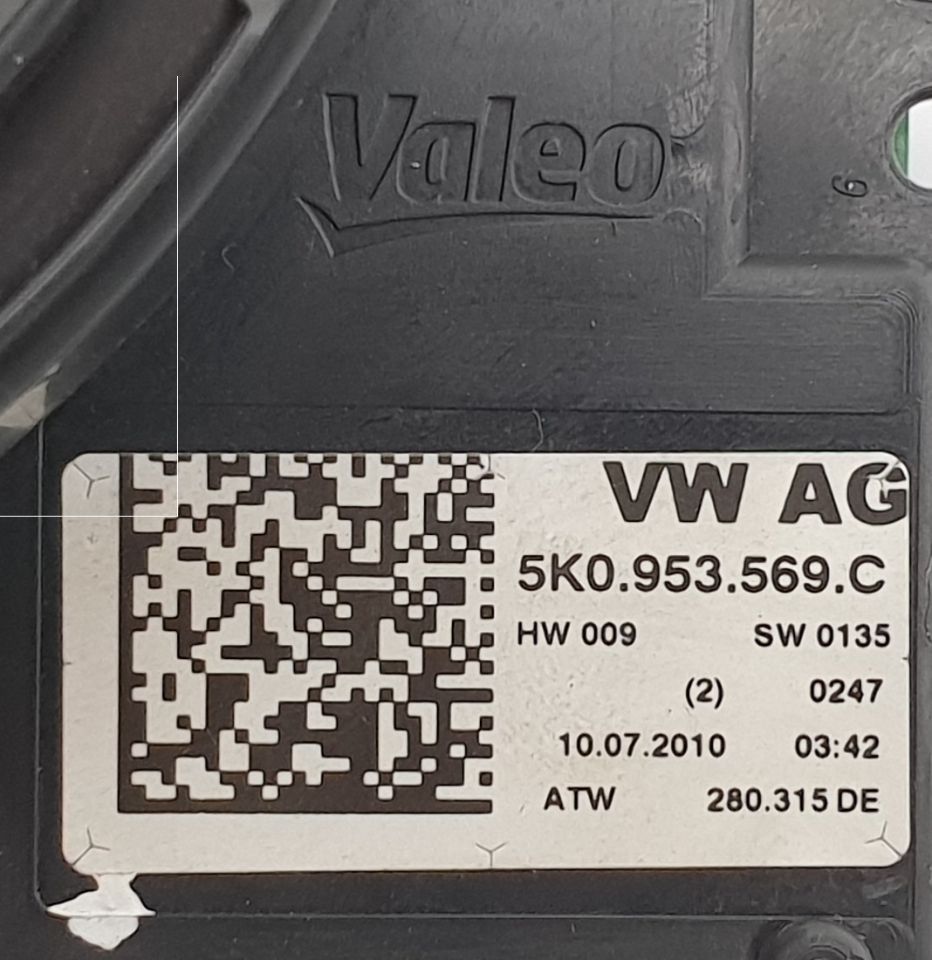 Valeo
6
VW AG
5K0.953.569.C
HW 009 SW 0135
(2) 0247
10.07.2010 03:42
ATW 280.315 DE